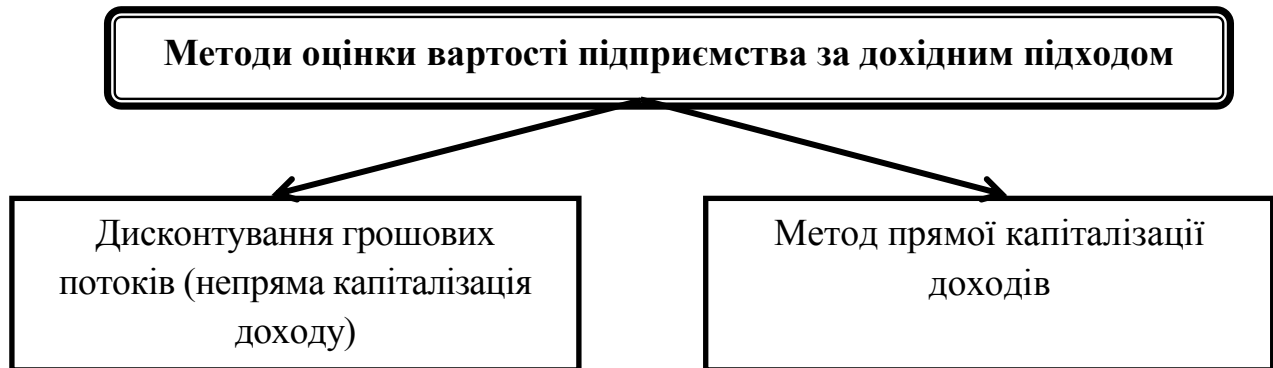 Методи оцінки вартості підприємства за дохідним підходом
Дисконтування грошових
потоків (непряма капіталізація
доходу)
Метод прямої капіталізації
доходів